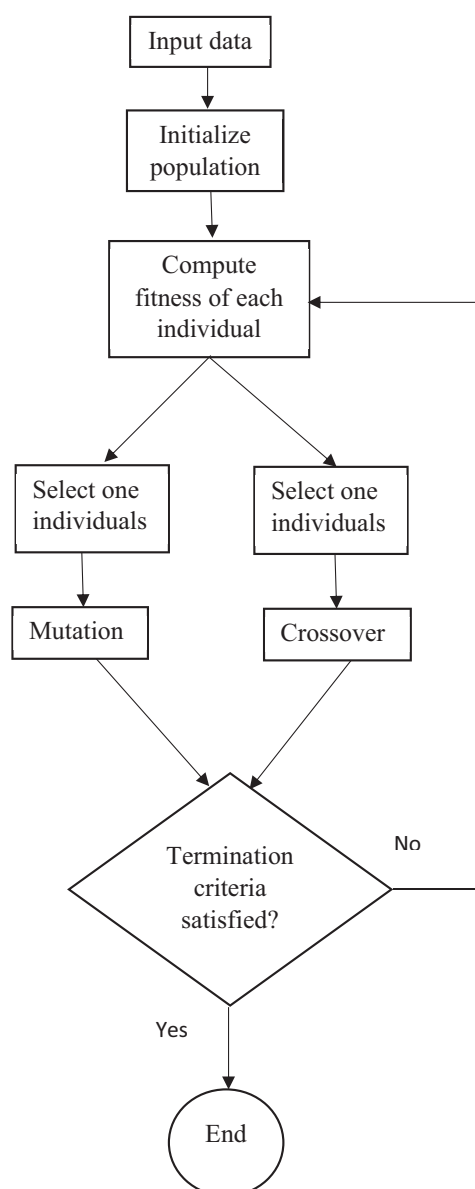 Input data
Initialize
population
Compute
fitness of each
individual
Select one
individuals
Select one
individuals
Mutation
Crossover
Termination
criteria
satisfied?
No
Yes
End